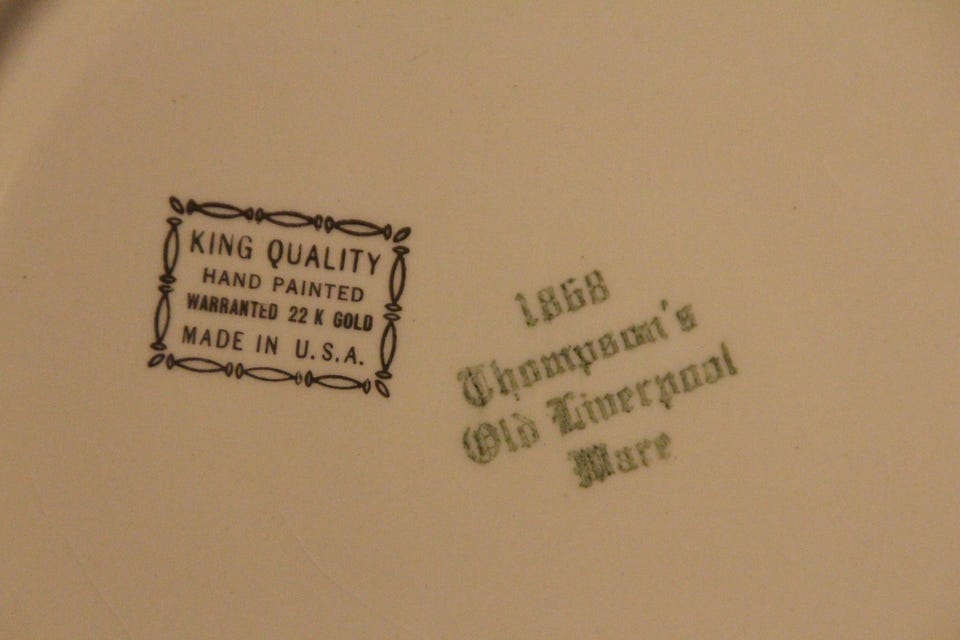 KING QUALITY
HAND PAINTED
WARRANTED 22 K GOLD
MADE IN U.S.A.
1868
Thompson's
Old Liverpool
Ware